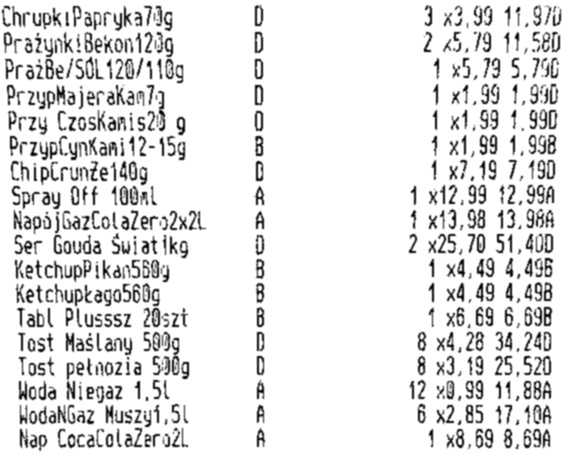 ChrupkiPapryka70g D 3 x3,99 11,97D
PrażynkiBekon120g D 2 x5,79 11,58D
PrażBe/SOL120/110g D 1 x5,79 5,79D
PrzypMajeraKam7g D 1 x1,99 1,99D
Przy CzosKamis20 g D 1 x1,99 1,99D
PrzypCynKami12-15g B 1 x1,99 1,99B
ChipCrunŻe140g D 1 x7,19 7,19D
Spray Off 100ml A 1 x12,99 12,99A
NapójGazColaZero2x2L A 1 x13,98 13,98A
Ser Gouda Świat1kg D 2 x25,70 51,40D
KetchupPikan560g B 1 x4,49 4,49B
KetchupŁago560g B 1 x4,49 4,49B
Tabl Plusssz 20szt B 1 x6,69 6,69B
Tost Maślany 500g D 8 x4,28 34,24D
Tost pełnozia 500g D 8 x3,19 25,52D
Woda Niegaz 1,5l A 12 x0,99 11,88A
WodaNGaz Muszy1,5l A 6 x2,85 17,10A
Nap CocaColaZero2L A 1 x8,69 8,69A